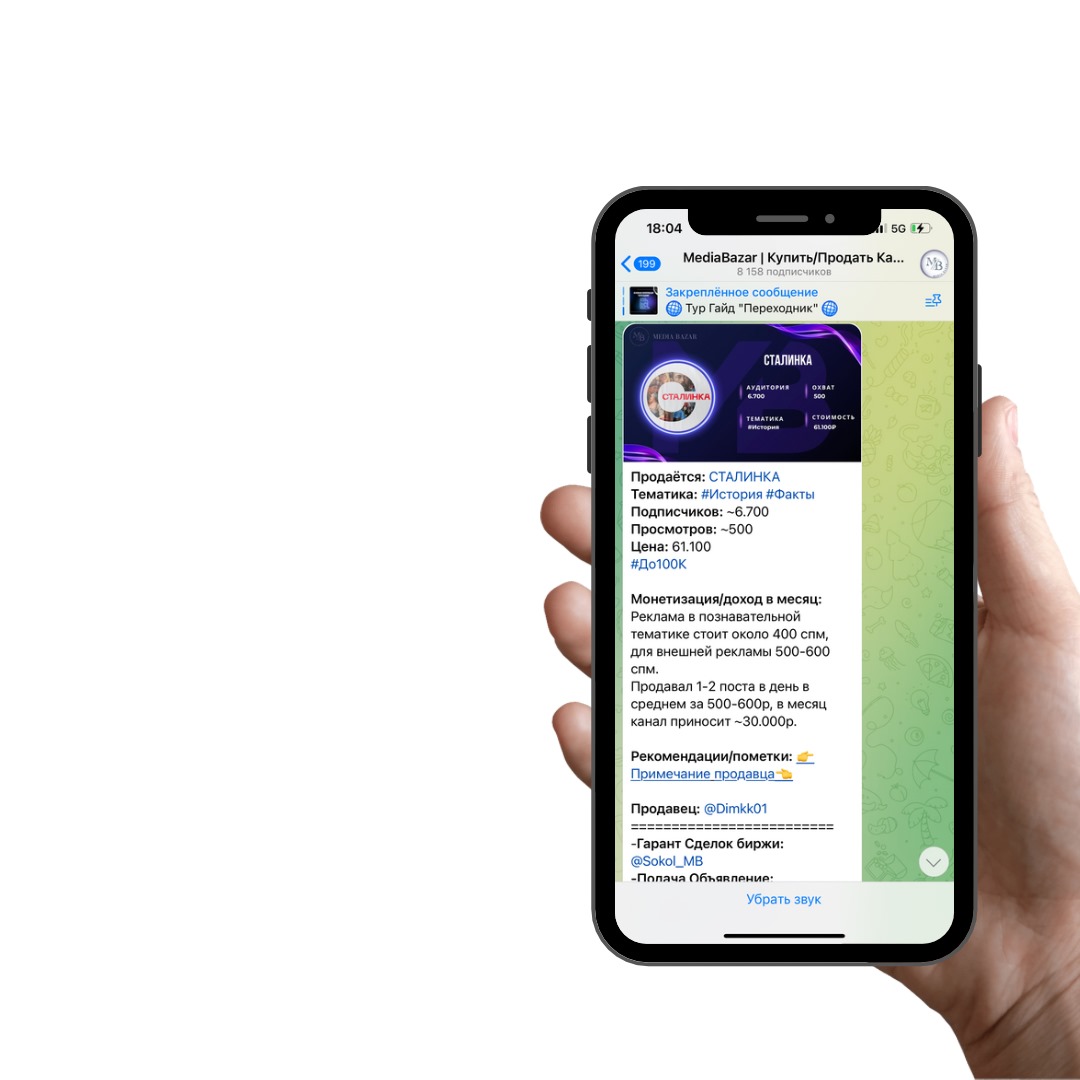 18:04
5G
199
MediaBazar | Купить/Продать Ка...
8 158 подписчиков
MB
Закреплённое сообщение
Тур Гайд "Переходник"
MB MEDIA BAZAR
СТАЛИНКА
СТАЛИНКА
АУДИТОРИЯ
6.700
ОХВАТ
500
ТЕМАТИКА
#История
СТОИМОСТЬ
61.100₽
Продаётся: СТАЛИНКА
Тематика: #История #Факты
Подписчиков: ~6.700
Просмотров: ~500
Цена: 61.100
#До100К
Монетизация/доход в месяц:
Реклама в познавательной
тематике стоит около 400 спм,
для внешней рекламы 500-600
спм.
Продавал 1-2 поста в день в
среднем за 500-600р, в месяц
канал приносит ~30.000р.
Рекомендации/пометки: 👉
Примечание продавца👈
Продавец: @Dimkk01
=========================
-Гарант Сделок биржи:
@Sokol_MB
-Подача Объявление:
Убрать звук